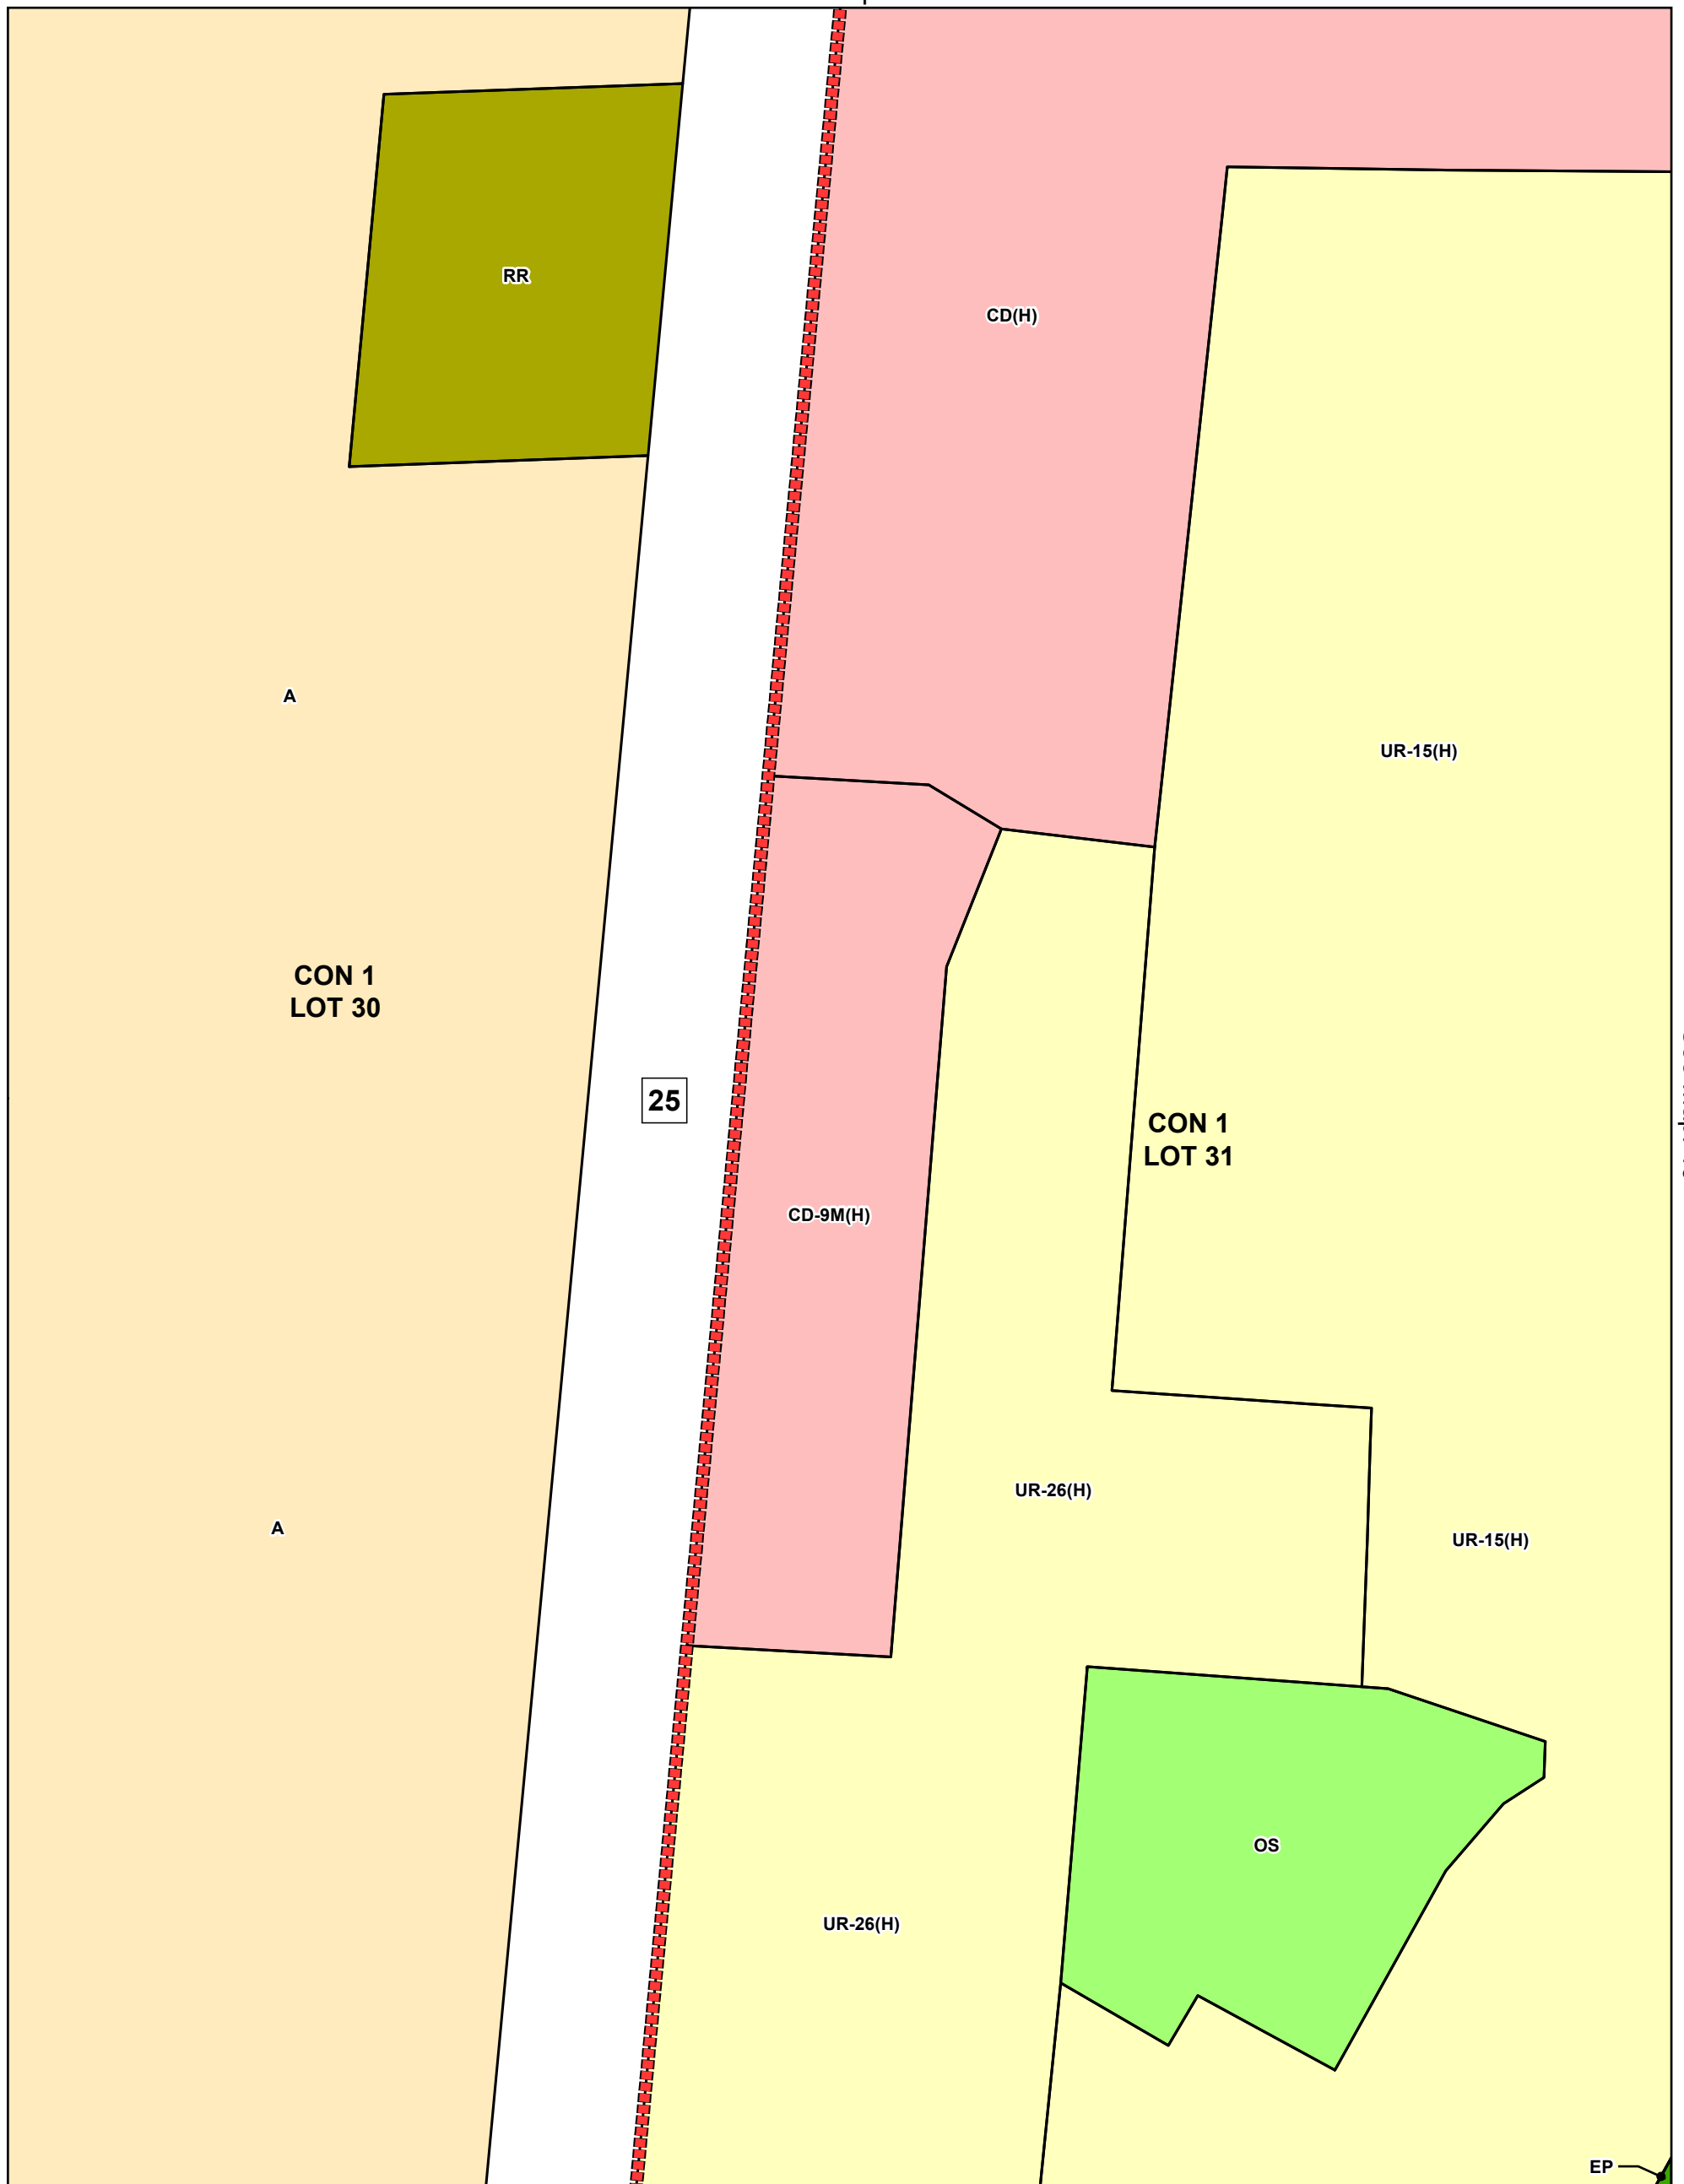 RR
CD(H)
A
UR-15(H)
CON 1
LOT 30
25
CON 1
LOT 31
CD-9M(H)
UR-26(H)
A
UR-15(H)
OS
UR-26(H)
EP